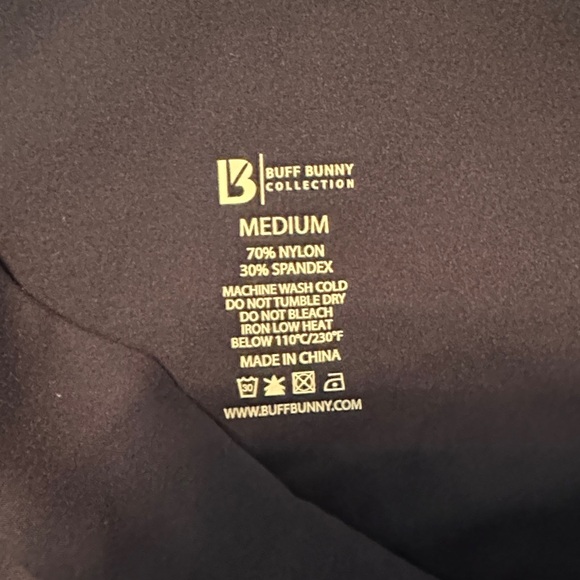 B BUFF BUNNY
COLLECTION
MEDIUM
70% NYLON
30% SPANDEX
MACHINE WASH COLD
DO NOT TUMBLE DRY
DO NOT BLEACH
IRON LOW HEAT
BELOW 110°C/230°F
MADE IN CHINA
30
WWW.BUFFBUNNY.COM